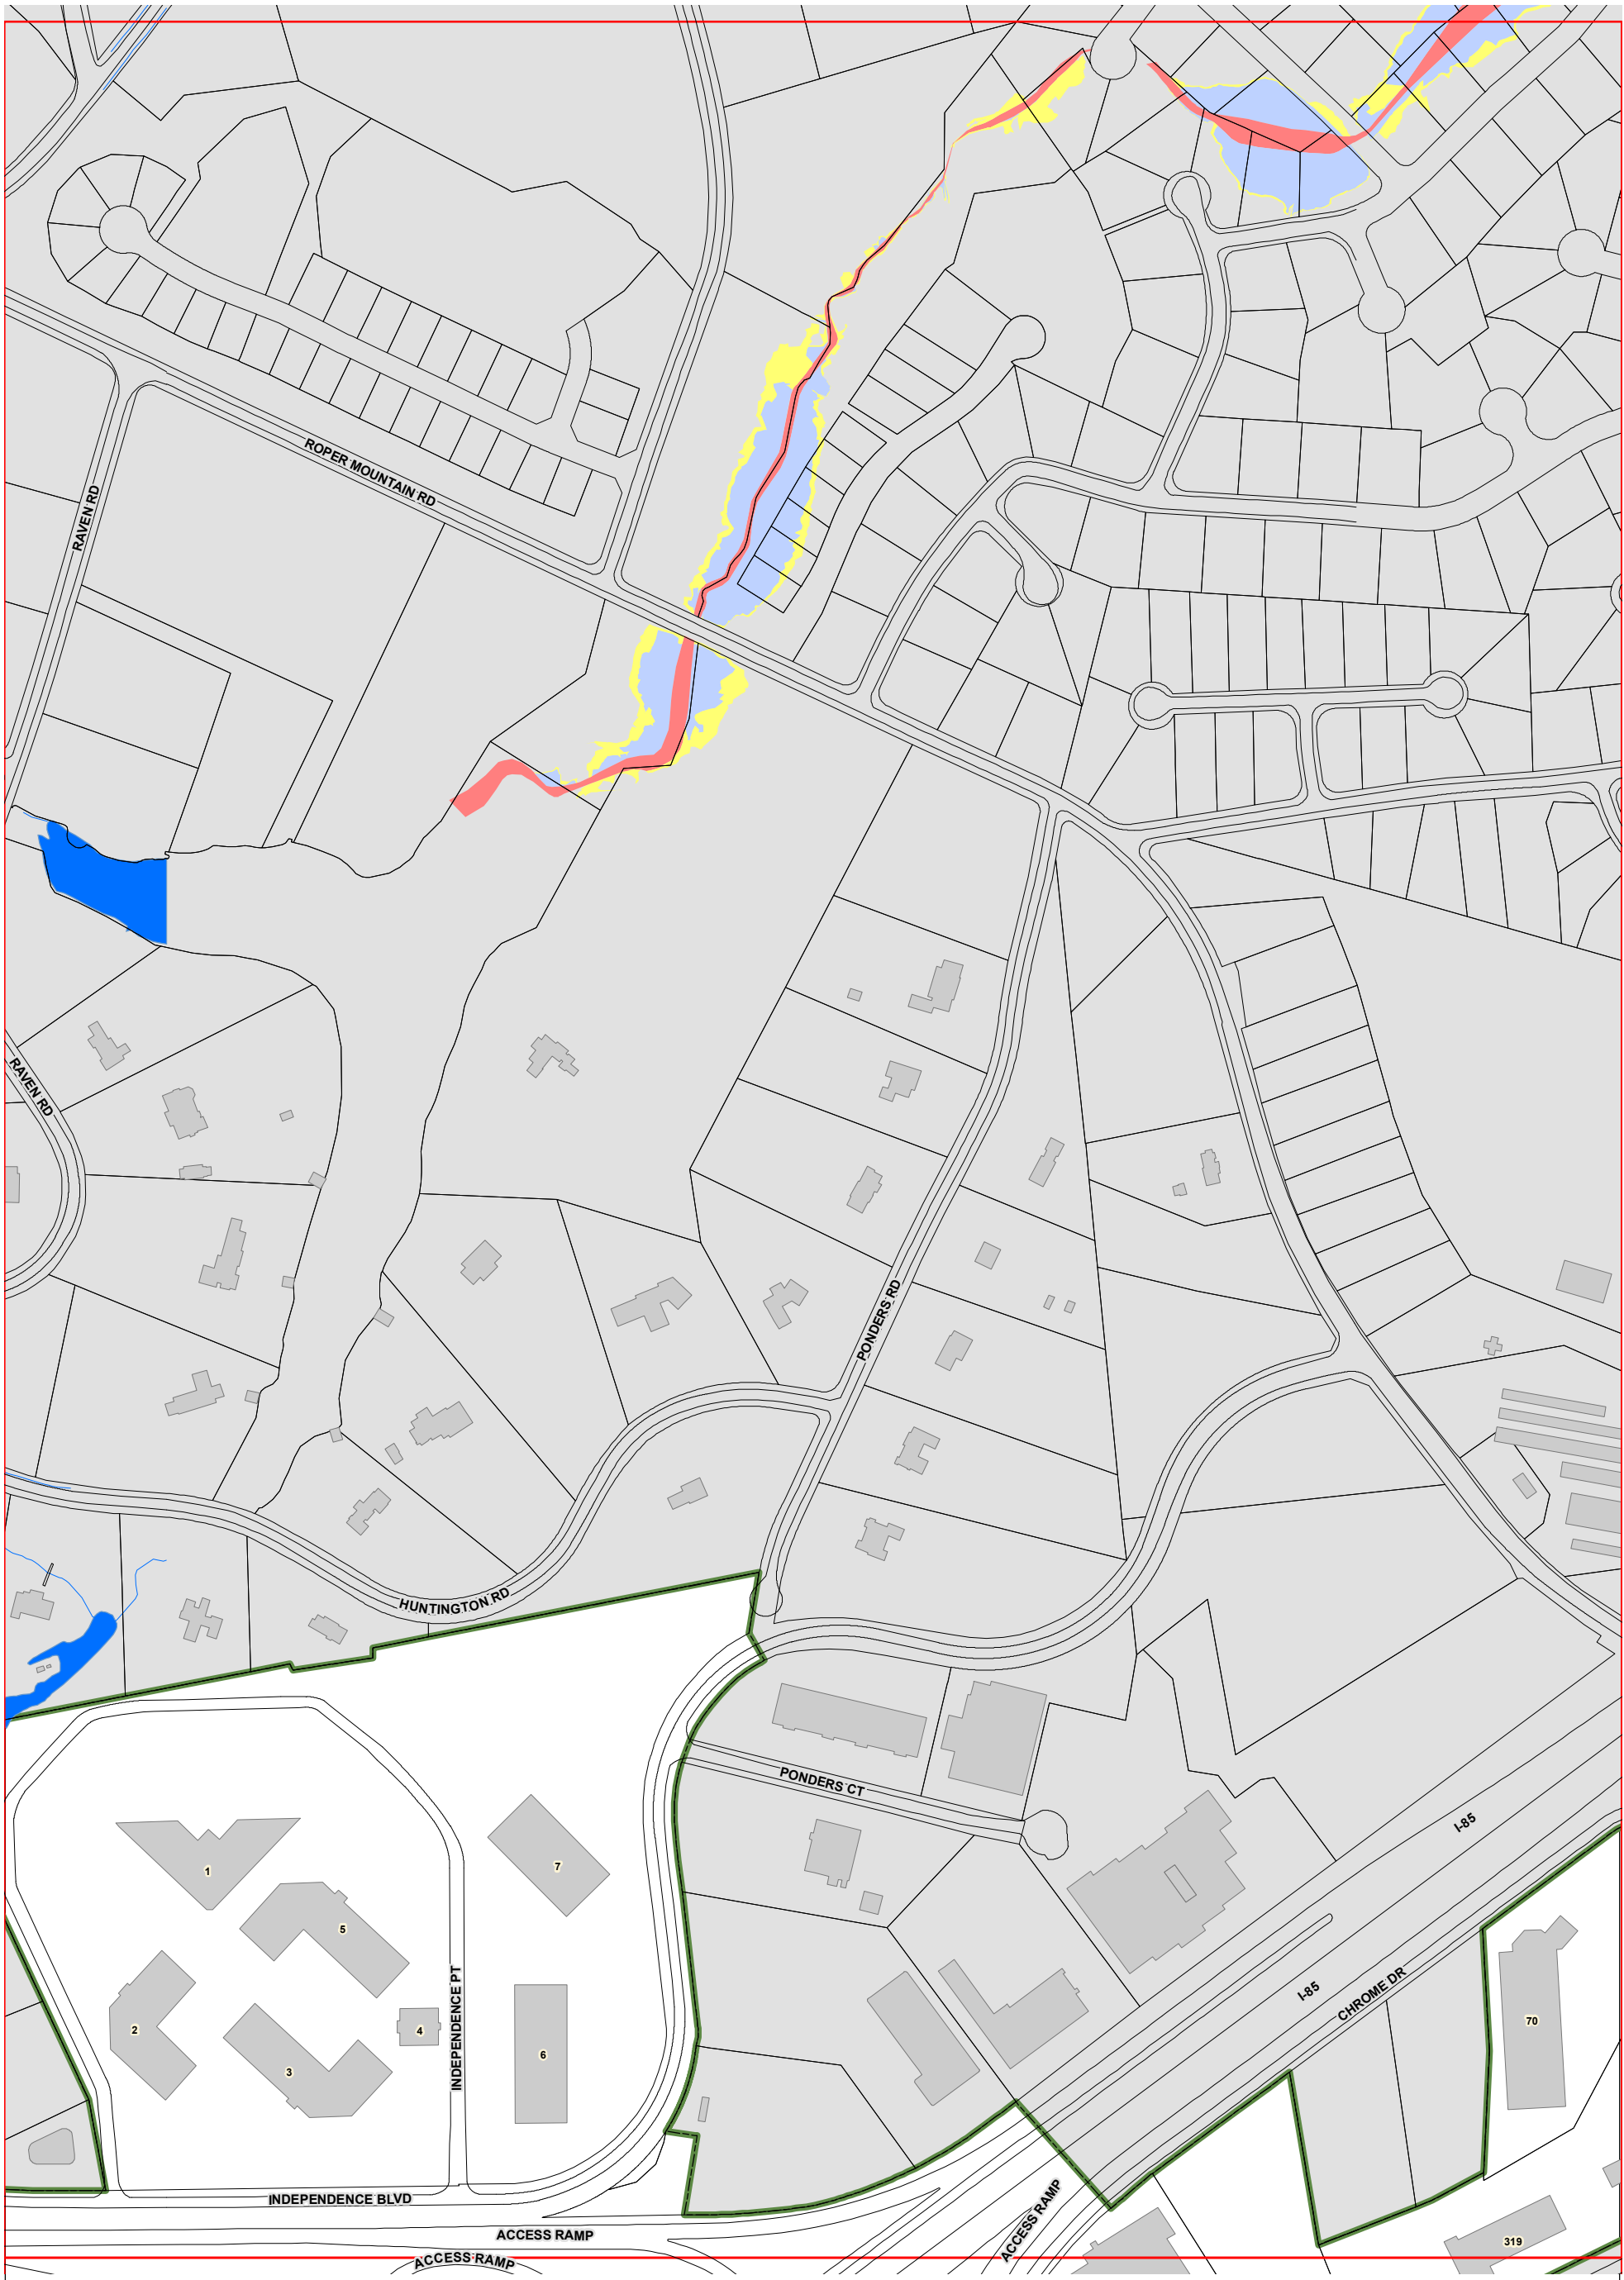 ROPER MOUNTAIN RD
RAVEN RD
RAVEN RD
PONDERS RD
HUNTINGTON RD
PONDERS CT
I-85
1
7
5
I-85
CHROME DR
2
4
INDEPENDENCE PT
70
3
6
INDEPENDENCE BLVD
ACCESS RAMP
ACCESS RAMP
ACCESS RAMP
319